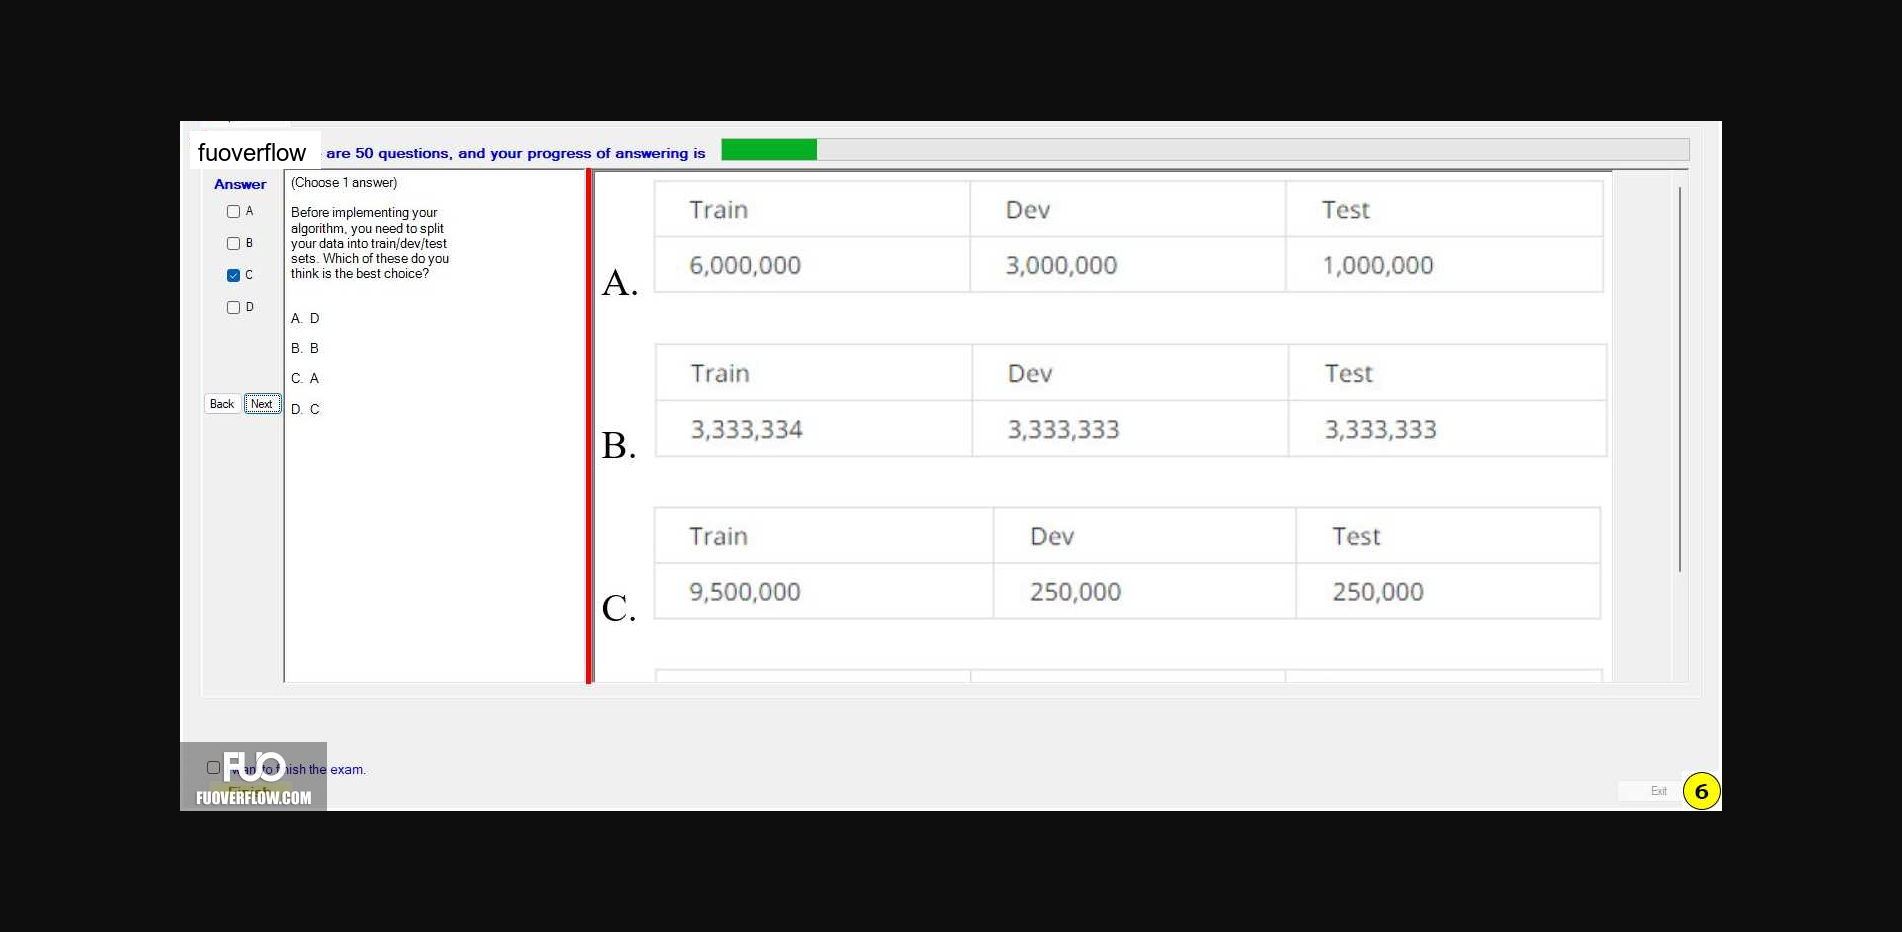 fuoverflow are 50 questions, and your progress of answering is
Answer
A
B
C
D
Back Next
(Choose 1 answer)
Before implementing your
algorithm, you need to split
your data into train/dev/test
sets. Which of these do you
think is the best choice?
A. D
B. B
C. A
D. C
A.
Train Dev Test
6,000,000 3,000,000 1,000,000
B.
Train Dev Test
3,333,334 3,333,333 3,333,333
C.
Train Dev Test
9,500,000 250,000 250,000
FUO
the exam.
FUOVERFLOW.COM
Exit
6